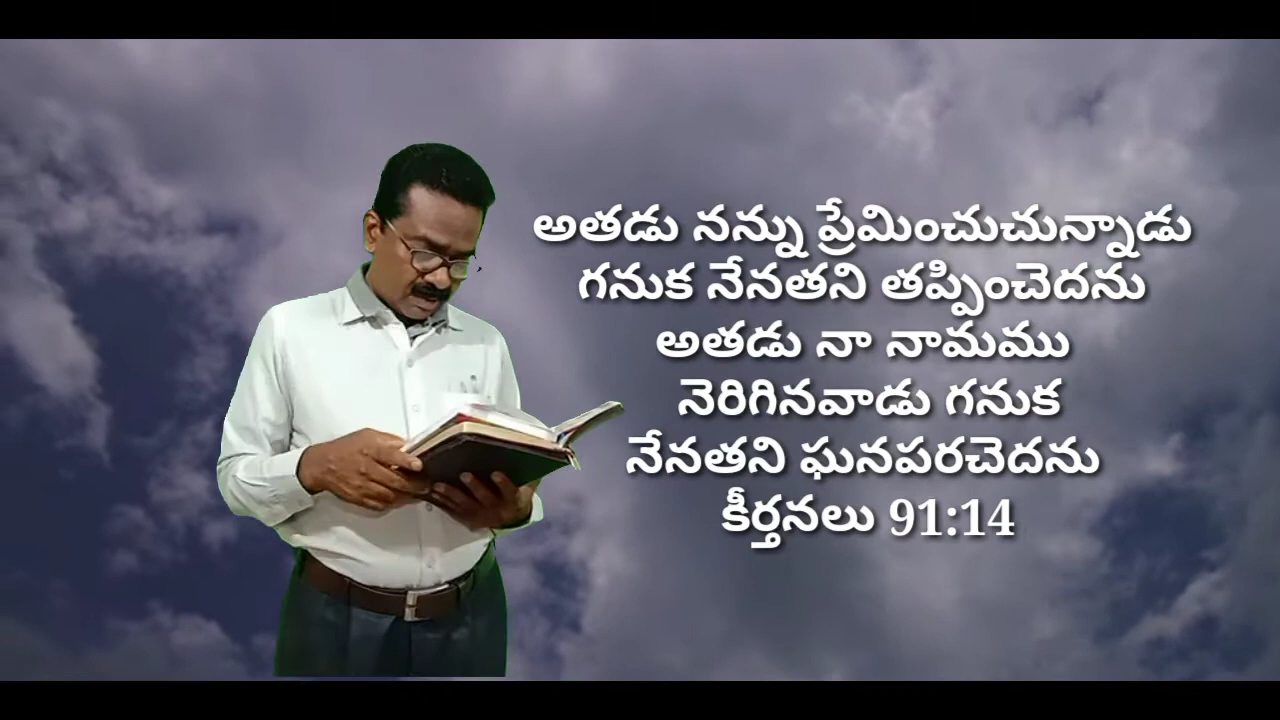 అతడు నన్ను ప్రేమించుచున్నాడు
గనుక నేనతని తప్పించెదను
అతడు నా నామము
నెరిగినవాడు గనుక
నేనతని ఘనపరచెదను
కీర్తనలు 91:14